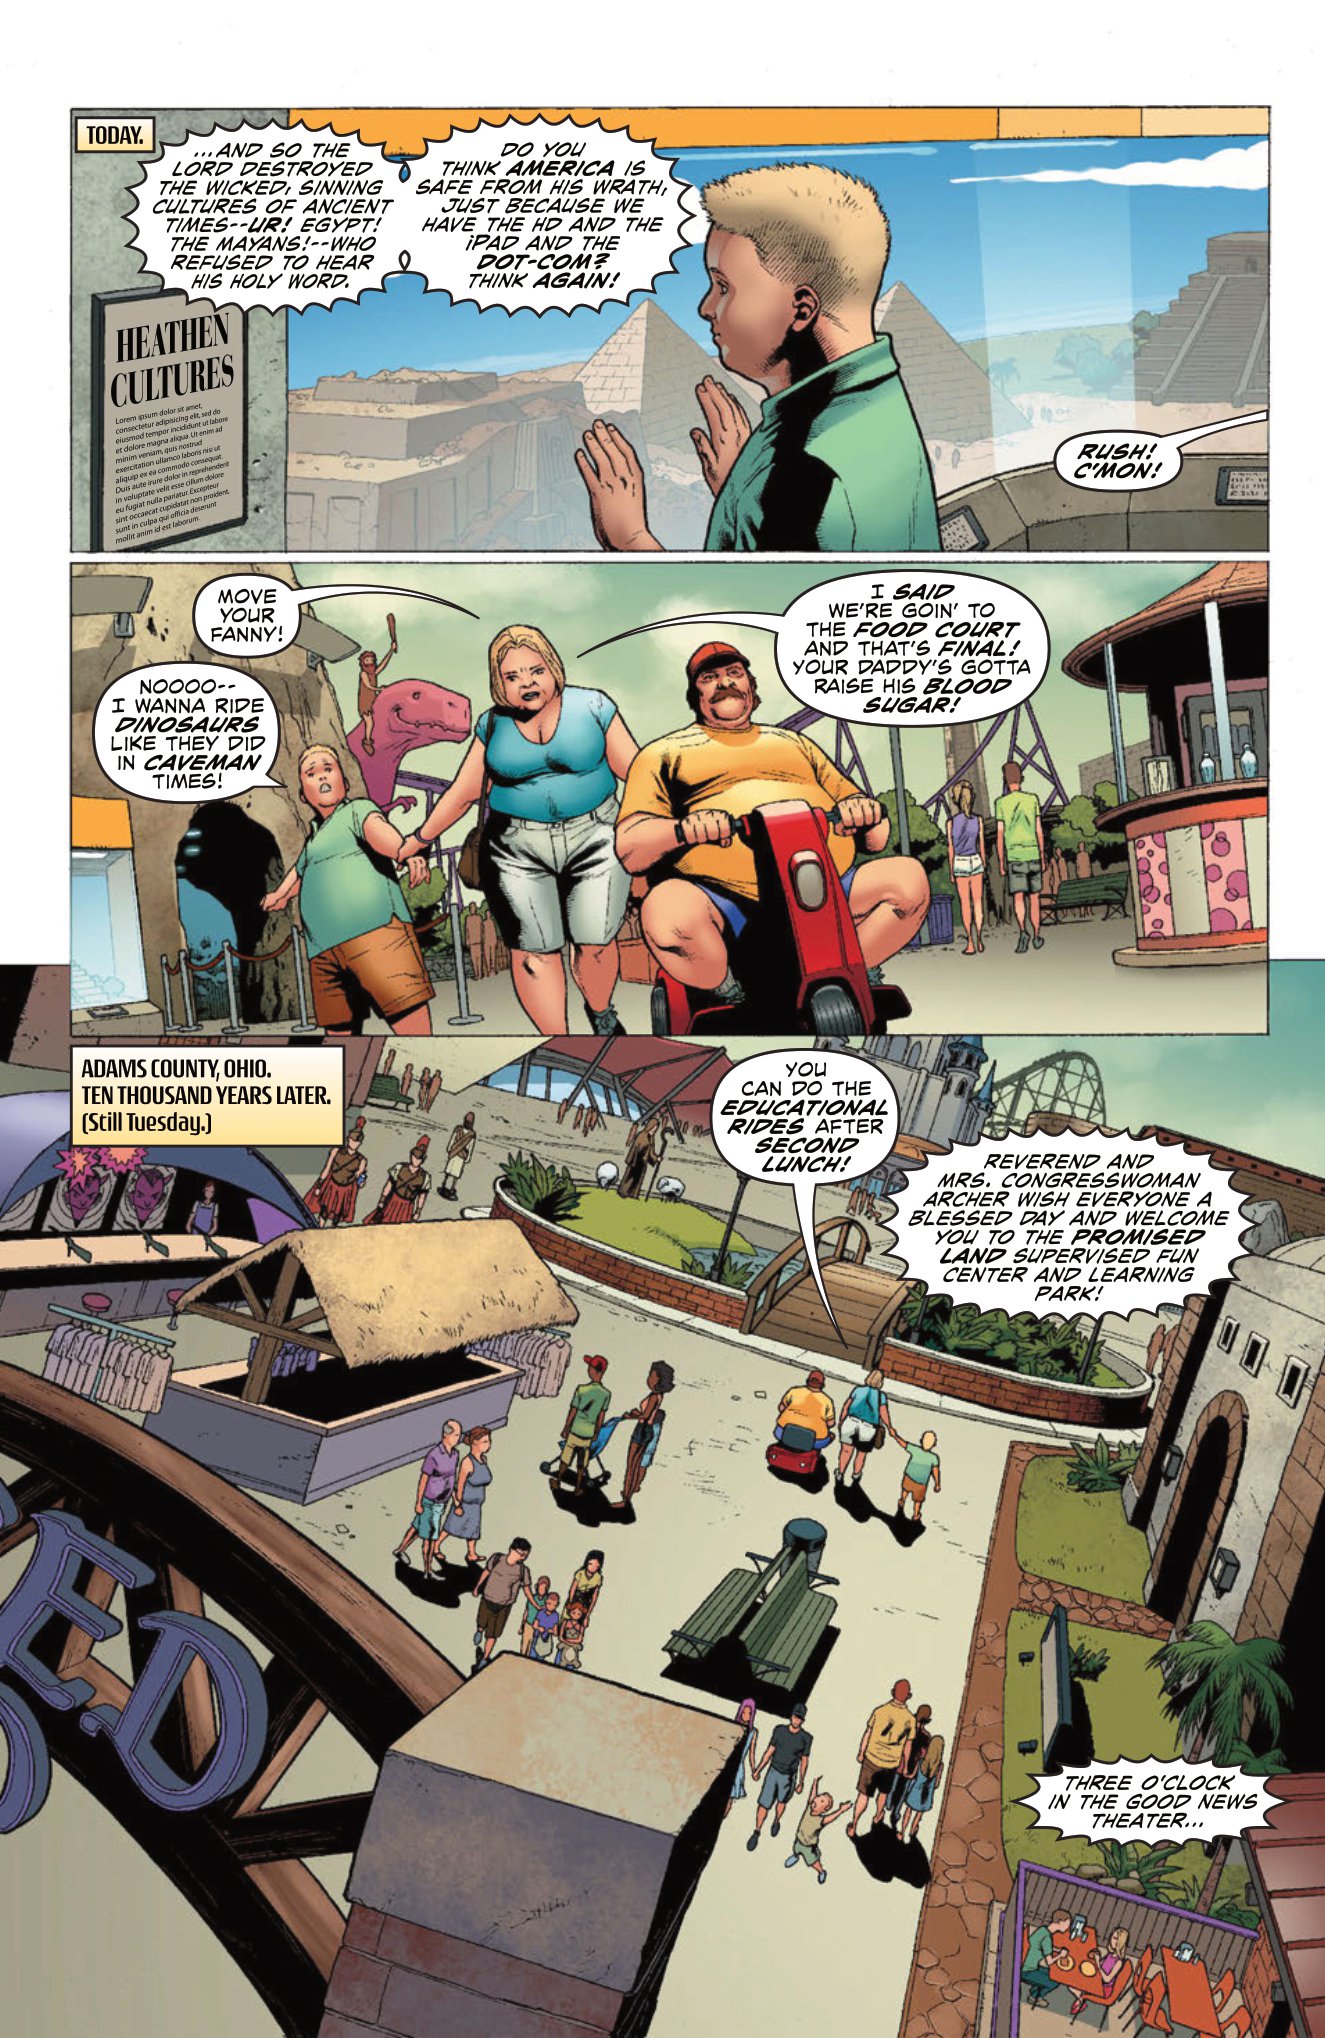 TODAY.
...AND SO THE
LORD DESTROYED
THE WICKED, SINNING
CULTURES OF ANCIENT
TIMES--UR! EGYPT!
THE MAYANS!--WHO
REFUSED TO HEAR
HIS HOLY WORD.
DO YOU
THINK AMERICA IS
SAFE FROM HIS WRATH,
JUST BECAUSE WE
HAVE THE HD AND THE
iPAD AND THE
DOT-COM?
THINK AGAIN!
HEATHEN
CULTURES
Lorem ipsum dolor sit amet,
consectetur adipisicing elit, sed do
eiusmod tempor incididunt ut labore
et dolore magna aliqua. Ut enim ad
minim veniam, quis nostrud
exercitation ullamco laboris nisi ut
aliquip ex ea commodo consequat.
Duis aute irure dolor in reprehenderit
in voluptate velit esse cillum dolore
eu fugiat nulla pariatur. Excepteur
sint occaecat cupidatat non proident,
sunt in culpa qui officia deserunt
mollit anim id est laborum.
RUSH!
C'MON!
MOVE
YOUR
FANNY!
I SAID
WE'RE GOIN' TO
THE FOOD COURT
AND THAT'S FINAL!
YOUR DADDY'S GOTTA
RAISE HIS BLOOD
SUGAR!
NOOOO--
I WANNA RIDE
DINOSAURS
LIKE THEY DID
IN CAVEMAN
TIMES!
ADAMS COUNTY, OHIO.
TEN THOUSAND YEARS LATER.
(Still Tuesday.)
YOU
CAN DO THE
EDUCATIONAL
RIDES AFTER
SECOND
LUNCH!
REVEREND AND
MRS. CONGRESSWOMAN
ARCHER WISH EVERYONE A
BLESSED DAY AND WELCOME
YOU TO THE PROMISED
LAND SUPERVISED FUN
CENTER AND LEARNING
PARK!
ED
THREE O'CLOCK
IN THE GOOD NEWS
THEATER...